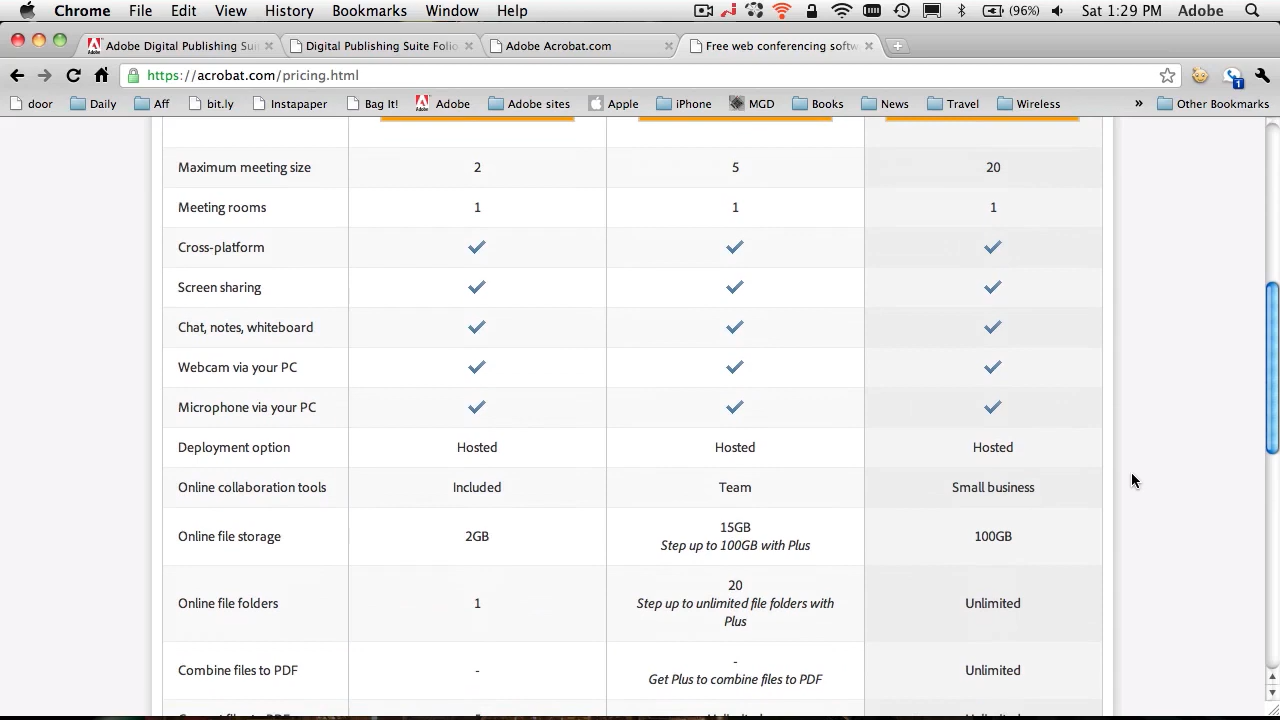 Chrome File Edit View History Bookmarks Window Help (96%) Sat 1:29 PM Adobe
Adobe Digital Publishing Sui Digital Publishing Suite Folio Adobe Acrobat.com Free web conferencing softw
https://acrobat.com/pricing.html 1
door Daily Aff bit.ly Instapaper Bag It! Adobe Adobe sites Apple iPhone MGD Books News Travel Wireless » Other Bookmarks
Maximum meeting size 2 5 20
Meeting rooms 1 1 1
Cross-platform
Screen sharing
Chat, notes, whiteboard
Webcam via your PC
Microphone via your PC
Deployment option Hosted Hosted Hosted
Online collaboration tools Included Team Small business
Online file storage 2GB 15GB 100GB
Step up to 100GB with Plus
Online file folders 1 20 Unlimited
Step up to unlimited file folders with
Plus
Combine files to PDF - - Unlimited
Get Plus to combine files to PDF